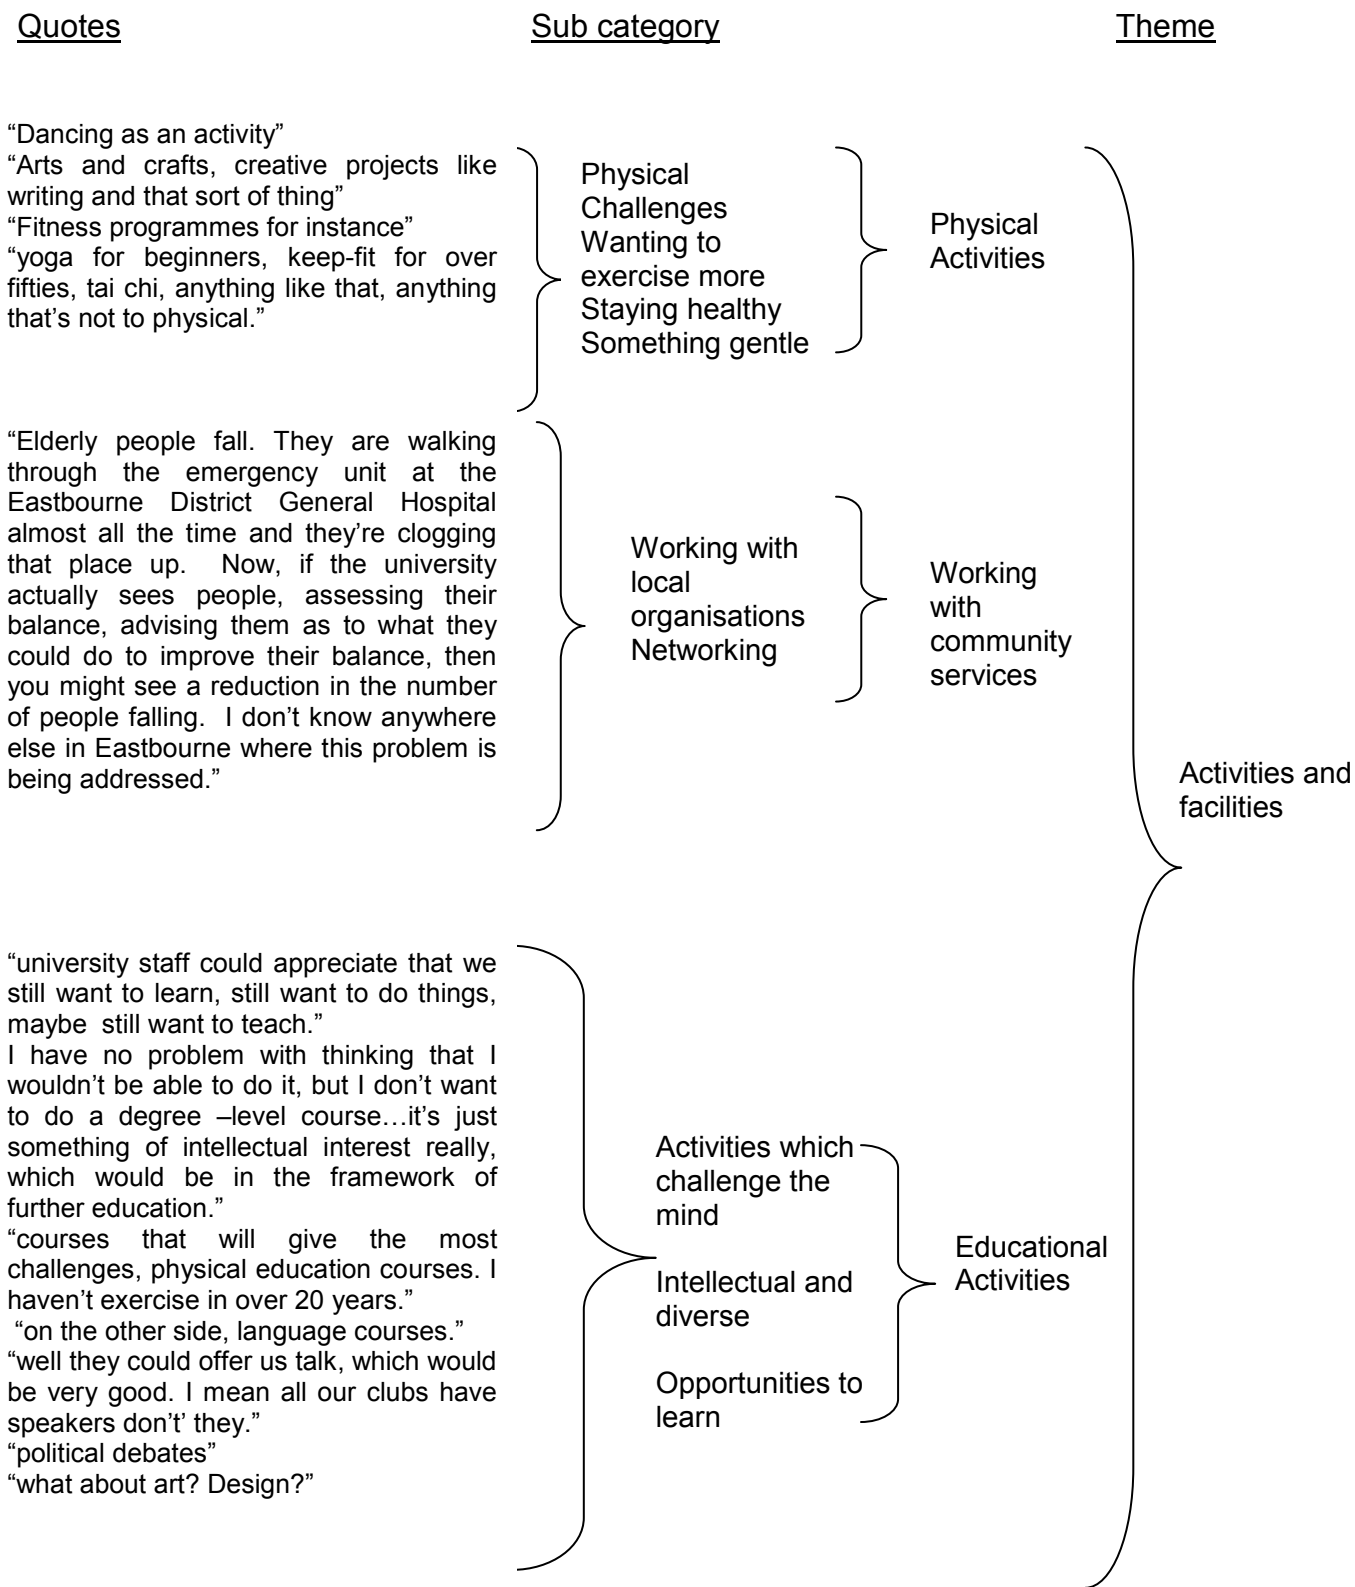 Quotes
Sub category
Theme
“Dancing as an activity”
“Arts and crafts, creative projects like
writing and that sort of thing”
“Fitness programmes for instance”
“yoga for beginners, keep-fit for over
fifties, tai chi, anything like that, anything
that’s not to physical.”
Physical
Challenges
Wanting to
exercise more
Staying healthy
Something gentle
Physical
Activities
“Elderly people fall. They are walking
through the emergency unit at the
Eastbourne District General Hospital
almost all the time and they’re clogging
that place up. Now, if the university
actually sees people, assessing their
balance, advising them as to what they
could do to improve their balance, then
you might see a reduction in the number
of people falling. I don’t know anywhere
else in Eastbourne where this problem is
being addressed.”
Working with
local
organisations
Networking
Working
with
community
services
Activities and
facilities
“university staff could appreciate that we
still want to learn, still want to do things,
maybe still want to teach.”
I have no problem with thinking that I
wouldn’t be able to do it, but I don’t want
to do a degree –level course…it’s just
something of intellectual interest really,
which would be in the framework of
further education.”
“courses that will give the most
challenges, physical education courses. I
haven’t exercise in over 20 years.”
“on the other side, language courses.”
“well they could offer us talk, which would
be very good. I mean all our clubs have
speakers don’t’ they.”
“political debates”
“what about art? Design?”
Activities which
challenge the
mind
Intellectual and
diverse
Opportunities to
learn
Educational
Activities